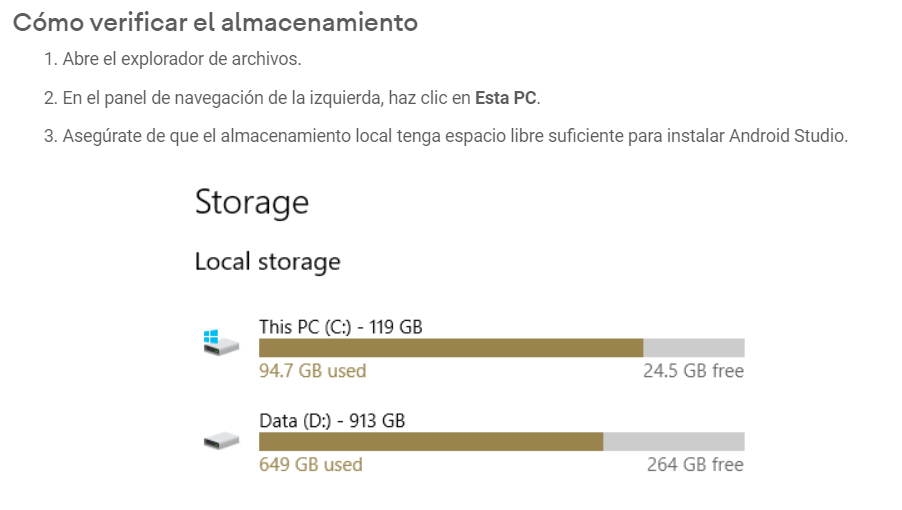 Cómo verificar el almacenamiento
1. Abre el explorador de archivos.
2. En el panel de navegación de la izquierda, haz clic en Esta PC.
3. Asegúrate de que el almacenamiento local tenga espacio libre suficiente para instalar Android Studio.
Storage
Local storage
This PC (C:) - 119 GB
94.7 GB used 24.5 GB free
Data (D:) - 913 GB
649 GB used 264 GB free